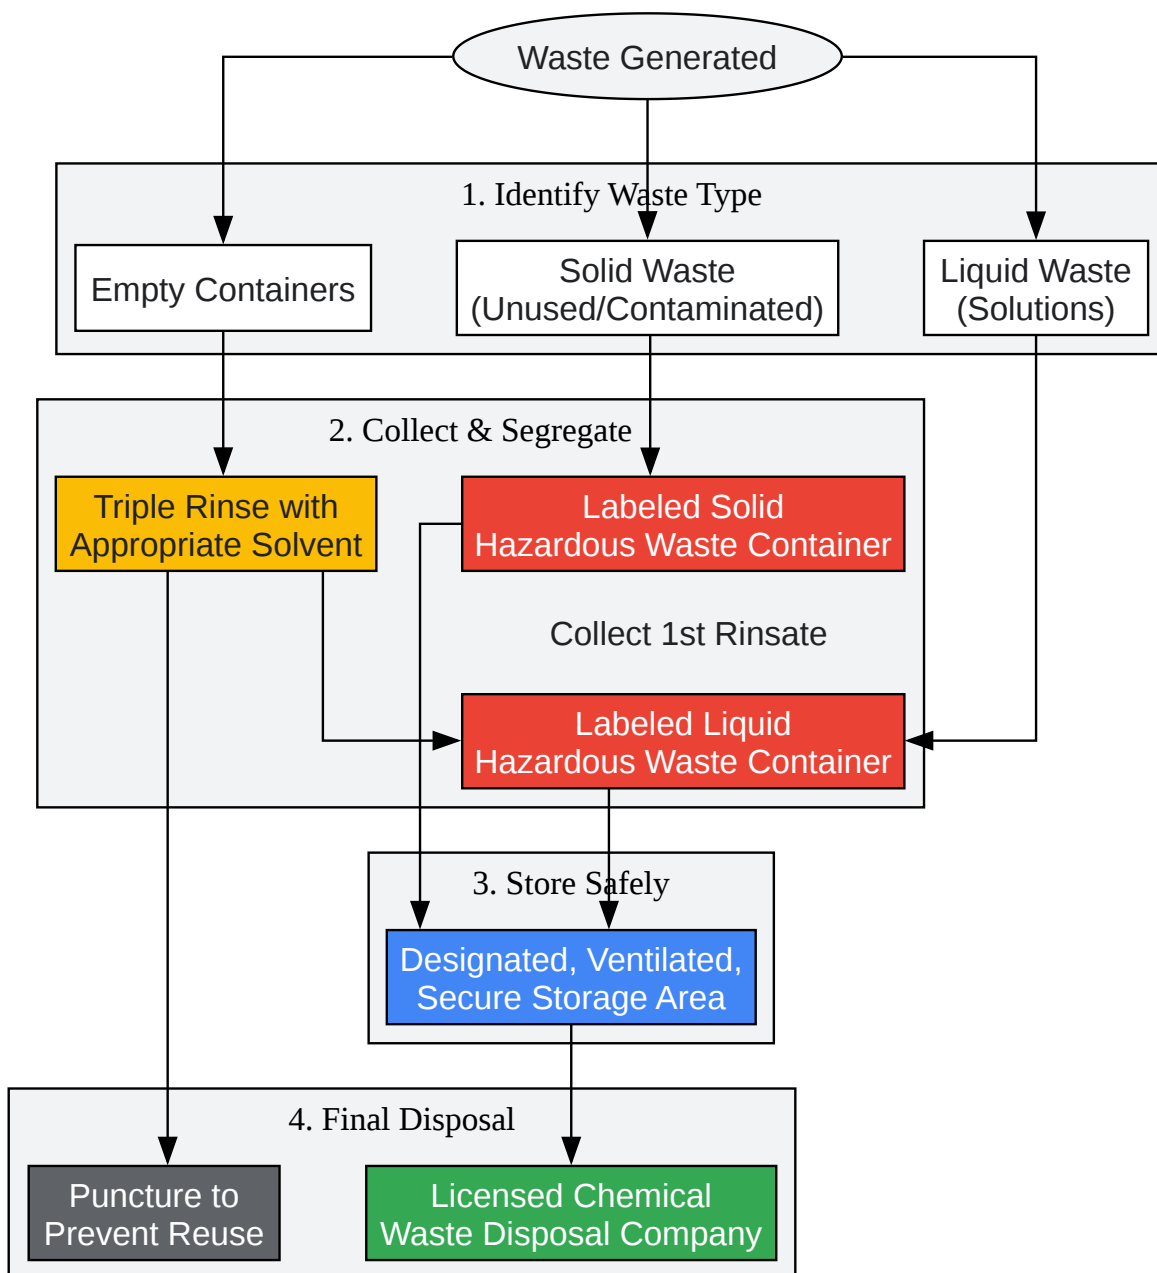 Waste Generated
1. Identify Waste Type
Empty Containers
Solid Waste
(Unused/Contaminated)
Liquid Waste
(Solutions)
2. Collect & Segregate
Triple Rinse with
Appropriate Solvent
Labeled Solid
Hazardous Waste Container
Collect 1st Rinsate
Labeled Liquid
Hazardous Waste Container
3. Store Safely
Designated, Ventilated,
Secure Storage Area
4. Final Disposal
Puncture to
Prevent Reuse
Licensed Chemical
Waste Disposal Company